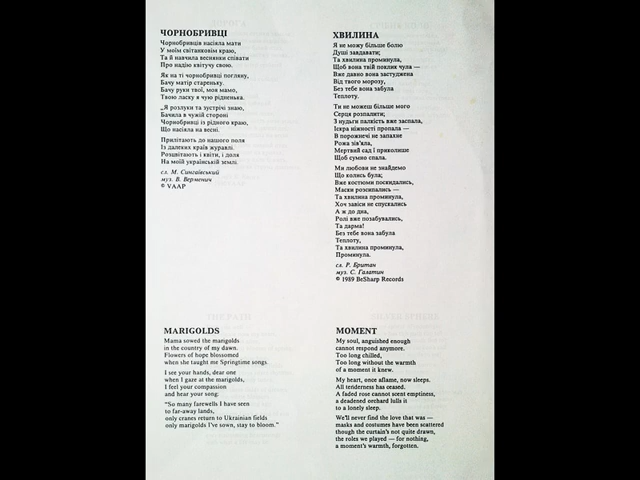 ЧОРНОБРИВЦІ
Чорнобривців насіяла мати
У моїм світанковім краю,
Та й навчила веснянки співати
Про надію квітучу свою.
Як на ті чорнобривці погляну,
Бачу матір стареньку.
Бачу руки твої, моя мамо,
Твою ласку я чую рідненька.
„Я розлуки та зустрічі знаю,
Бачила в чужій стороні
Чорнобривці із рідного краю,
Що насіяла на весні.
Прилітають до нашого поля
Із далеких країв журавлі.
Розцвітають і квіти, і доля
На моїй українській землі.
сл. М. Сингаївський
муз. В. Верменич
© VAAP
ХВИЛИНА
Я не можу більше болю
Душі завдавати;
Та хвилина проминула,
Щоб вона твій поклик чула —
Вже давно вона застуджена
Від твого морозу,
Без тебе вона забула
Теплоту.
Ти не можеш більше мого
Серця розпалити;
З нудьги палкість вже заспала,
Іскра ніжності пропала —
В порожнечі не запахне
Рожа зів'яла,
Мертвий сад ї приколише
Щоб сумно спала.
Ми любови не знайдемо
Що колись була;
Вже костюми поскидались,
Маски розсипались —
Та хвилина проминула,
Хоч завіси не спускались
А ж до дна,
Ролі вже позабувались,
Та дарма!
Без тебе вона забула
Теплоту,
Та хвилина проминула,
Проминула.
сл. Р. Британ
муз. С. Галатин
© 1989 BeSharp Records
MARIGOLDS
Mama sowed the marigolds
in the country of my dawn.
Flowers of hope blossomed
when she taught me Springtime songs.
I see your hands, dear one
when I gaze at the marigolds,
I feel your compassion
and hear your song:
“So many farewells I have seen
to far-away lands,
only cranes return to Ukrainian fields
only marigolds I've sown, stay to bloom.”
MOMENT
My soul, anguished enough
cannot respond anymore.
Too long chilled,
Too long without the warmth
of a moment it knew.
My heart, once aflame, now sleeps.
All tenderness has ceased.
A faded rose cannot scent emptiness,
a deadened orchard lulls it
to a lonely sleep.
We'll never find the love that was —
masks and costumes have been scattered
though the curtain's not quite drawn,
the roles we played — for nothing,
a moment's warmth, forgotten.